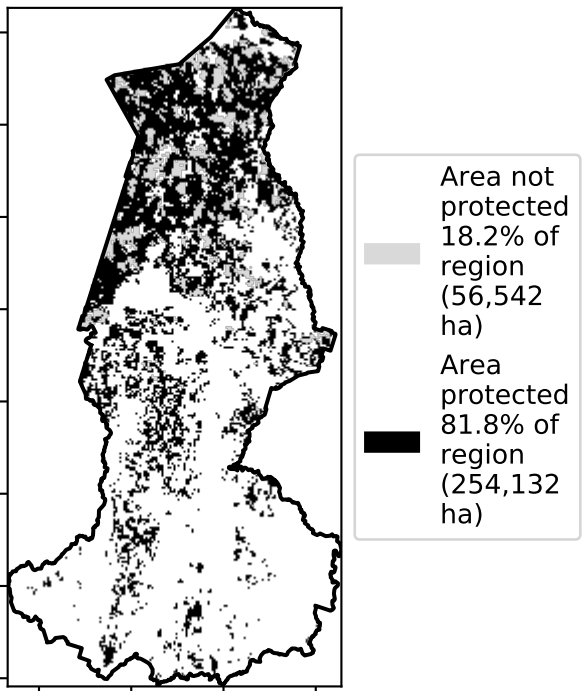 Area not
protected
18.2% of
region
(56,542
ha)
Area
protected
81.8% of
region
(254,132
ha)